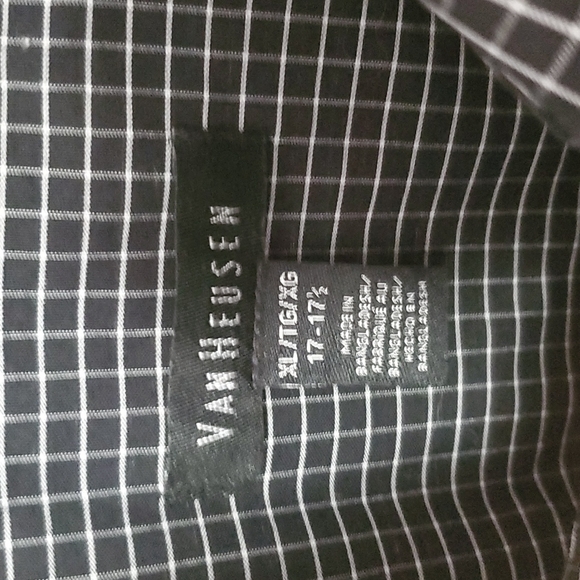 VAN HEUSEN
XL/TG/XG
17-17½
MADE IN
BANGLADESH/
FABRIQUÉ AU
BANGLADESH/
HECHO EN
BANGLADESH